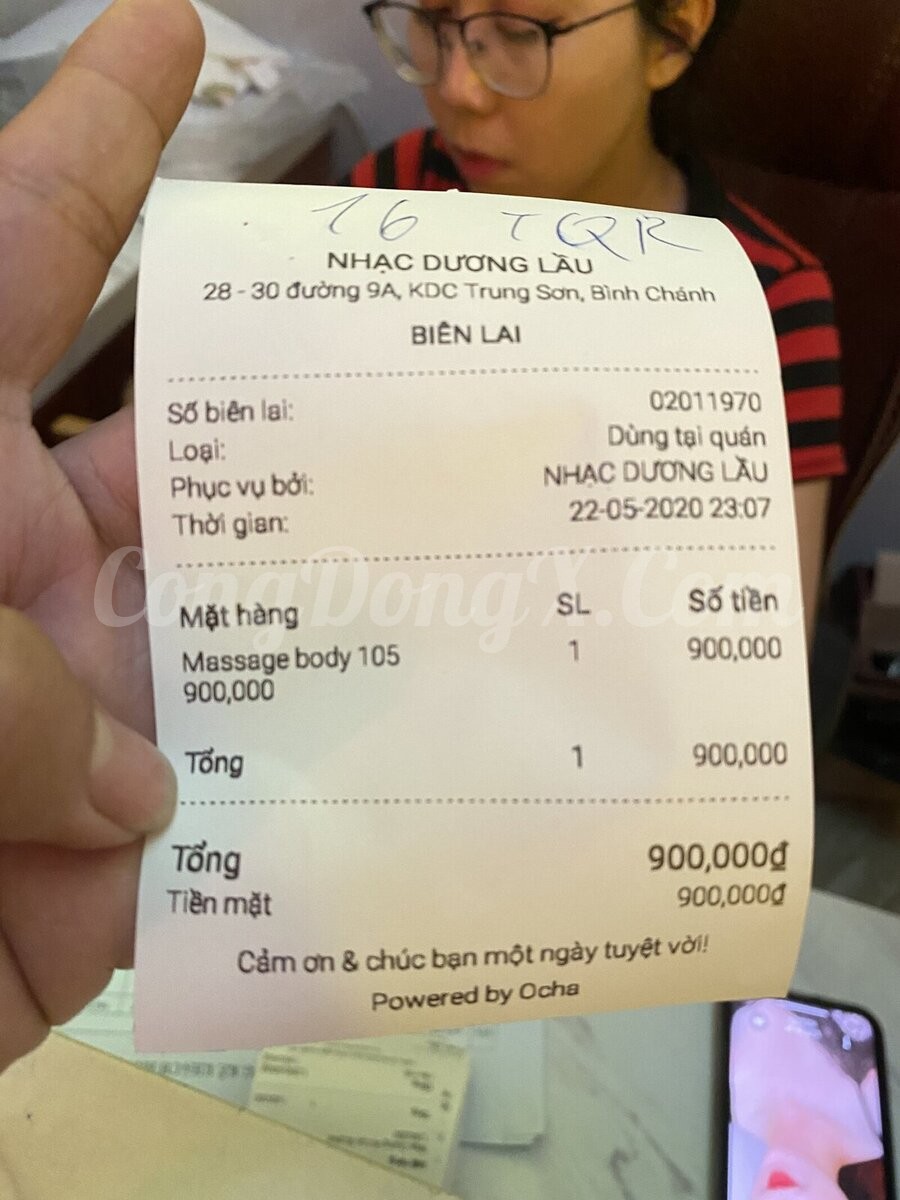 16 TQR
NHẠC DƯƠNG LẦU
28 - 30 đường 9A, KDC Trung Sơn, Bình Chánh
BIÊN LAI
Số biên lai: 02011970
Loại: Dùng tại quán
Phục vụ bởi: NHẠC DƯƠNG LẦU
Thời gian: 22-05-2020 23:07
CongDongX.Com
Mặt hàng SL Số tiền
Massage body 105 1 900,000
900,000
Tổng 1 900,000
Tổng 900,000₫
Tiền mặt 900,000₫
Cảm ơn & chúc bạn một ngày tuyệt vời!
Powered by Ocha